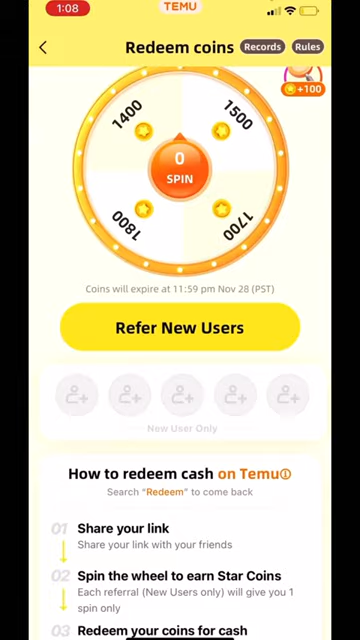 1:08
TEMU
Redeem coins
Records
Rules
+100
1400
1500
0
SPIN
1800
1700
Coins will expire at 11:59 pm Nov 28 (PST)
Refer New Users
New User Only
How to redeem cash on Temu
Search “Redeem” to come back
01 Share your link
Share your link with your friends
02 Spin the wheel to earn Star Coins
Each referral (New Users only) will give you 1
spin only
03 Redeem your coins for cash